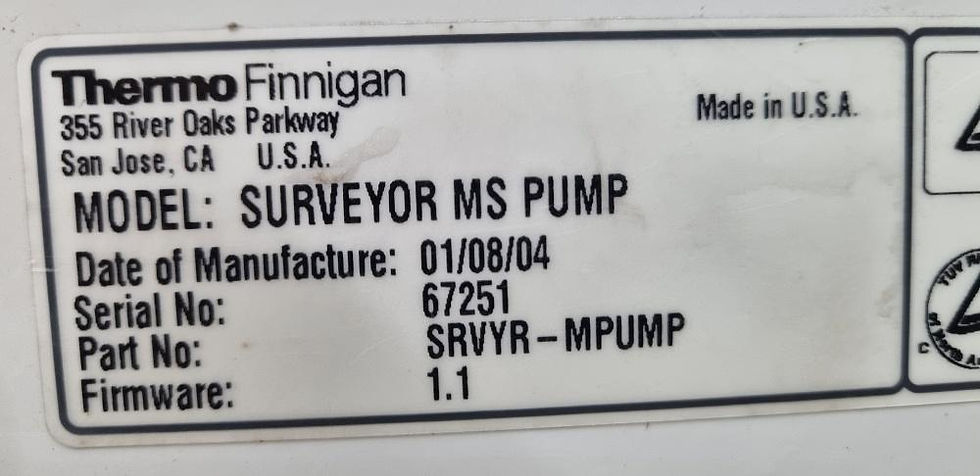 Thermo Finnigan
355 River Oaks Parkway
San Jose, CA U.S.A.
Made in U.S.A.
MODEL: SURVEYOR MS PUMP
Date of Manufacture: 01/08/04
Serial No: 67251
Part No: SRVYR-MPUMP
Firmware: 1.1
TUV
C